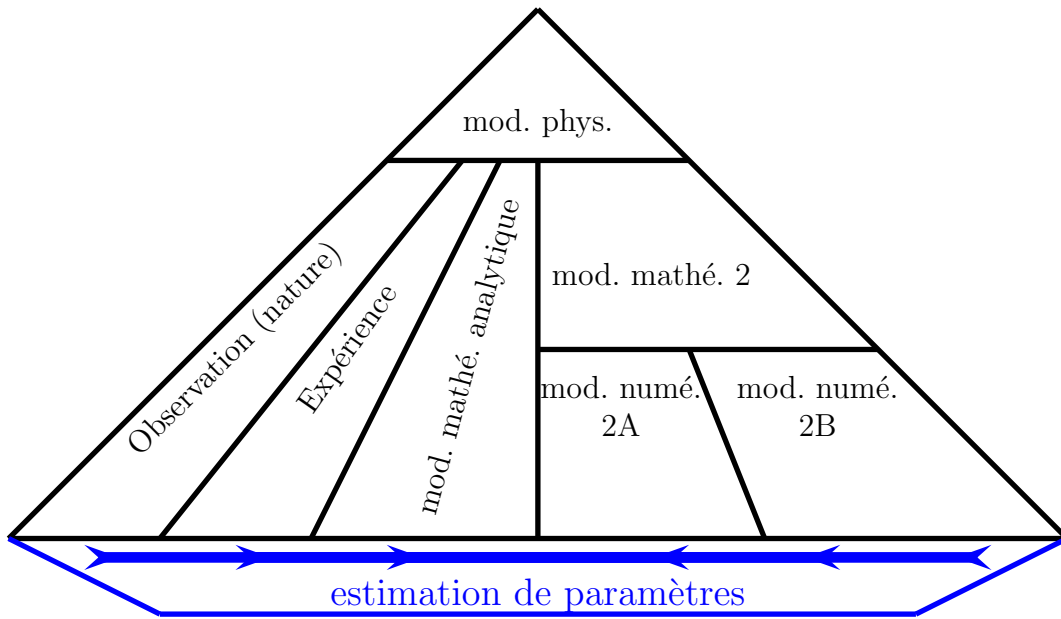 mod. phys.
Observation (nature)
Expérience
mod. mathé. analytique
mod. mathé. 2
mod. numé.
2A
mod. numé.
2B
estimation de paramètres